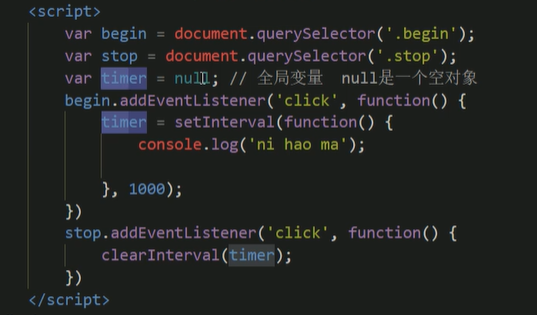 <script>
var begin = document.querySelector('.begin');
var stop = document.querySelector('.stop');
var timer = null; // 全局变量 null是一个空对象
begin.addEventListener('click', function() {
timer = setInterval(function() {
console.log('ni hao ma');
}, 1000);
})
stop.addEventListener('click', function() {
clearInterval(timer);
})
</script>